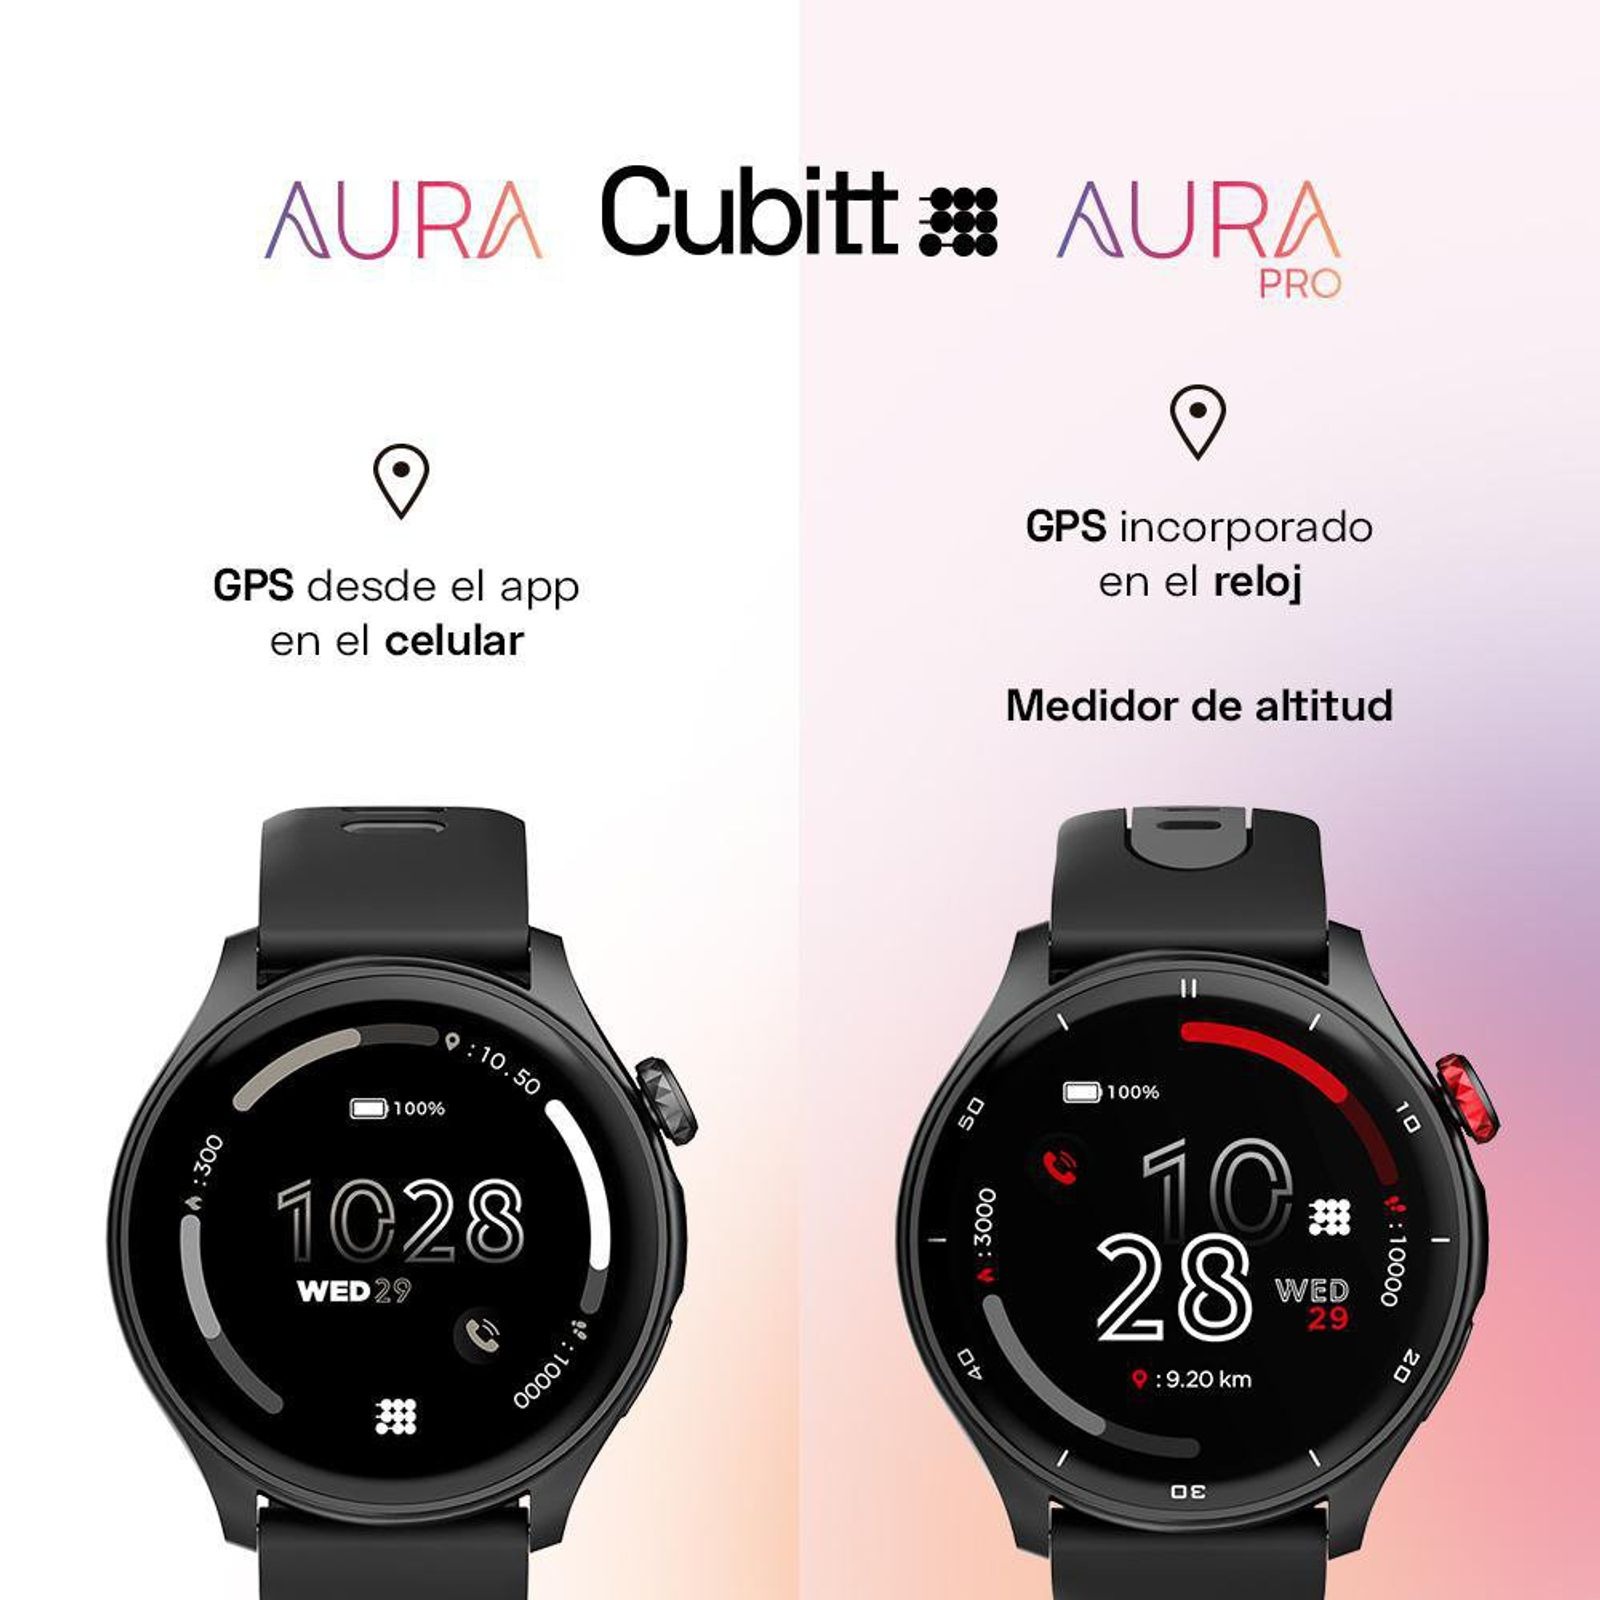 AURA
Cubitt
AURA
PRO
GPS desde el app
en el celular
GPS incorporado
en el reloj
Medidor de altitud
: 10.50
100%
: 300
1028
WED 29
: 10000
50
10
100%
10
28
: 3000
: 10000
WED
29
: 9.20 km
40
20
30